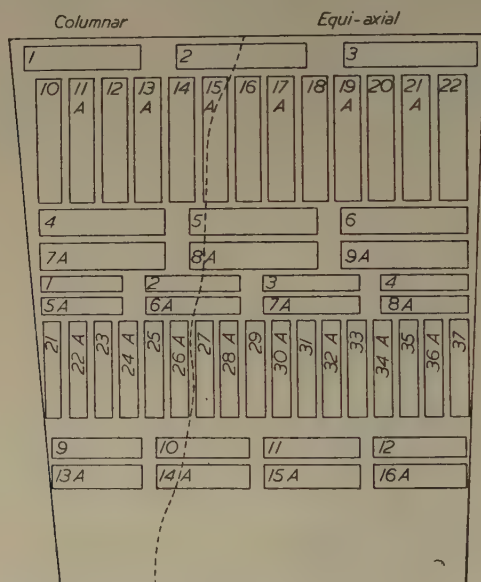 Columnar Equi-axial
1 2 3
10 11 12 13 14 15 16 17 18 19 20 21 22
A A A A A A
4 5 6
7A 8A 9A
1 2 3 4
5A 6A 7A 8A
21 22 A 23 24 A 25 26 A 27 28 A 29 30 A 31 32 A 33 34 A 35 36 A 37
9 10 11 12
13A 14A 15A 16A